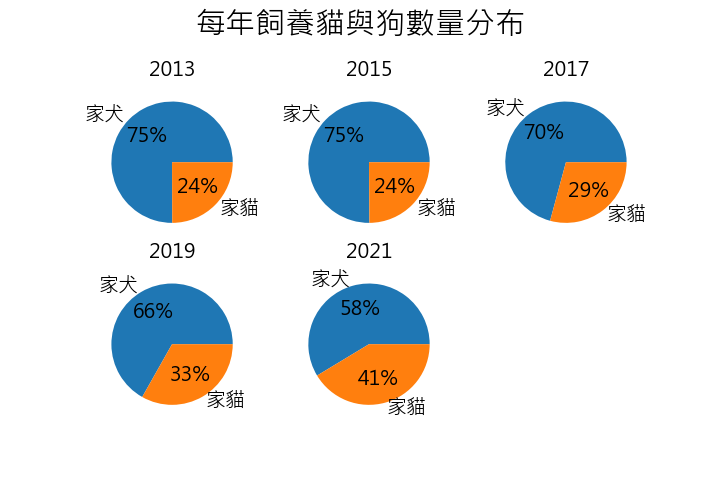 每年飼養貓與狗數量分布
2013
家犬
75%
24%
家貓
2015
家犬
75%
24%
家貓
2017
家犬
70%
29%
家貓
2019
家犬
66%
33%
家貓
2021
家犬
58%
41%
家貓